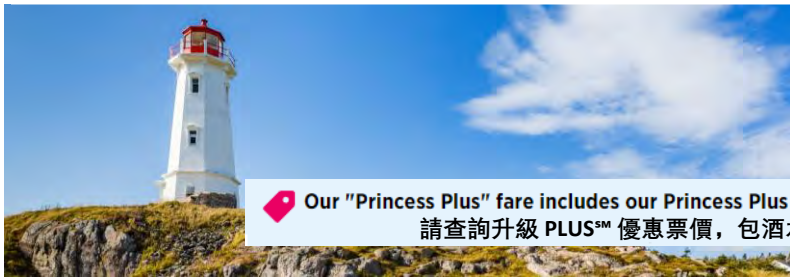 Our "Princess Plus" fare includes our Princess Plus
請查詢升級 PLUS℠ 優惠票價，包酒